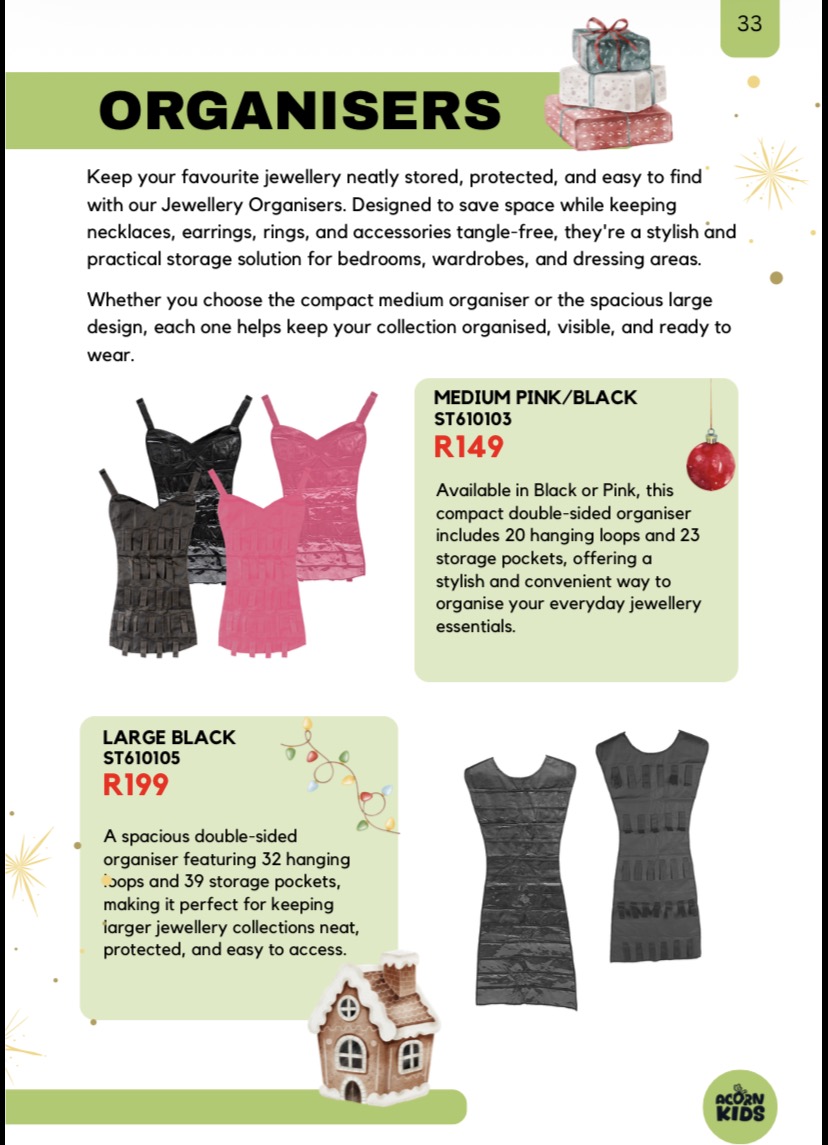 33
ORGANISERS
Keep your favourite jewellery neatly stored, protected, and easy to find
with our Jewellery Organisers. Designed to save space while keeping
necklaces, earrings, rings, and accessories tangle-free, they're a stylish and
practical storage solution for bedrooms, wardrobes, and dressing areas.
Whether you choose the compact medium organiser or the spacious large
design, each one helps keep your collection organised, visible, and ready to
wear.
MEDIUM PINK/BLACK
ST610103
R149
Available in Black or Pink, this
compact double-sided organiser
includes 20 hanging loops and 23
storage pockets, offering a
stylish and convenient way to
organise your everyday jewellery
essentials.
LARGE BLACK
ST610105
R199
A spacious double-sided
organiser featuring 32 hanging
loops and 39 storage pockets,
making it perfect for keeping
larger jewellery collections neat,
protected, and easy to access.
ACORN
KIDS